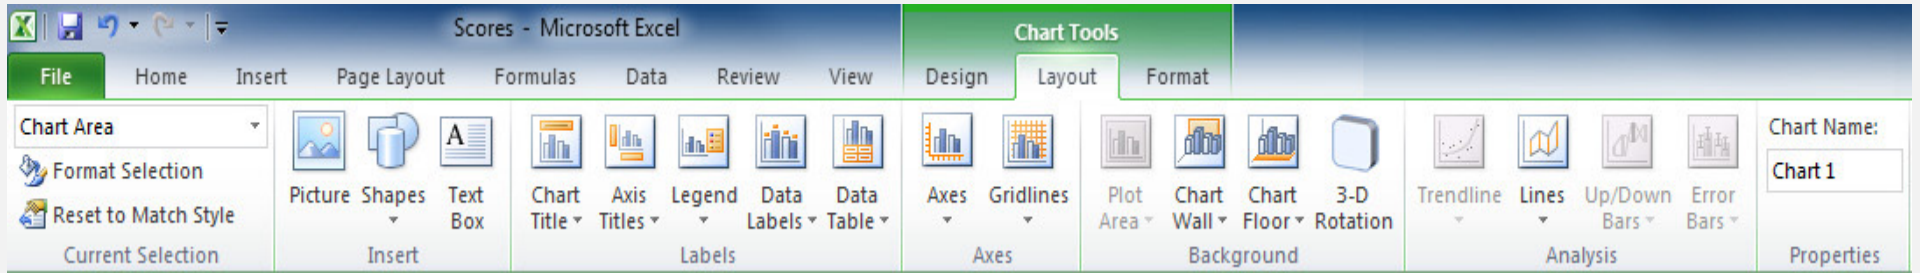 Scores - Microsoft Excel
Chart Tools
File Home Insert Page Layout Formulas Data Review View Design Layout Format
Chart Area
Format Selection
Reset to Match Style
Current Selection
Picture Shapes Text Box
Insert
Chart Title Axis Titles Legend Data Labels Data Table
Labels
Axes Gridlines
Axes
Plot Area Chart Wall Chart Floor 3-D Rotation
Background
Trendline Lines Up/Down Bars Error Bars
Analysis
Chart Name:
Chart 1
Properties